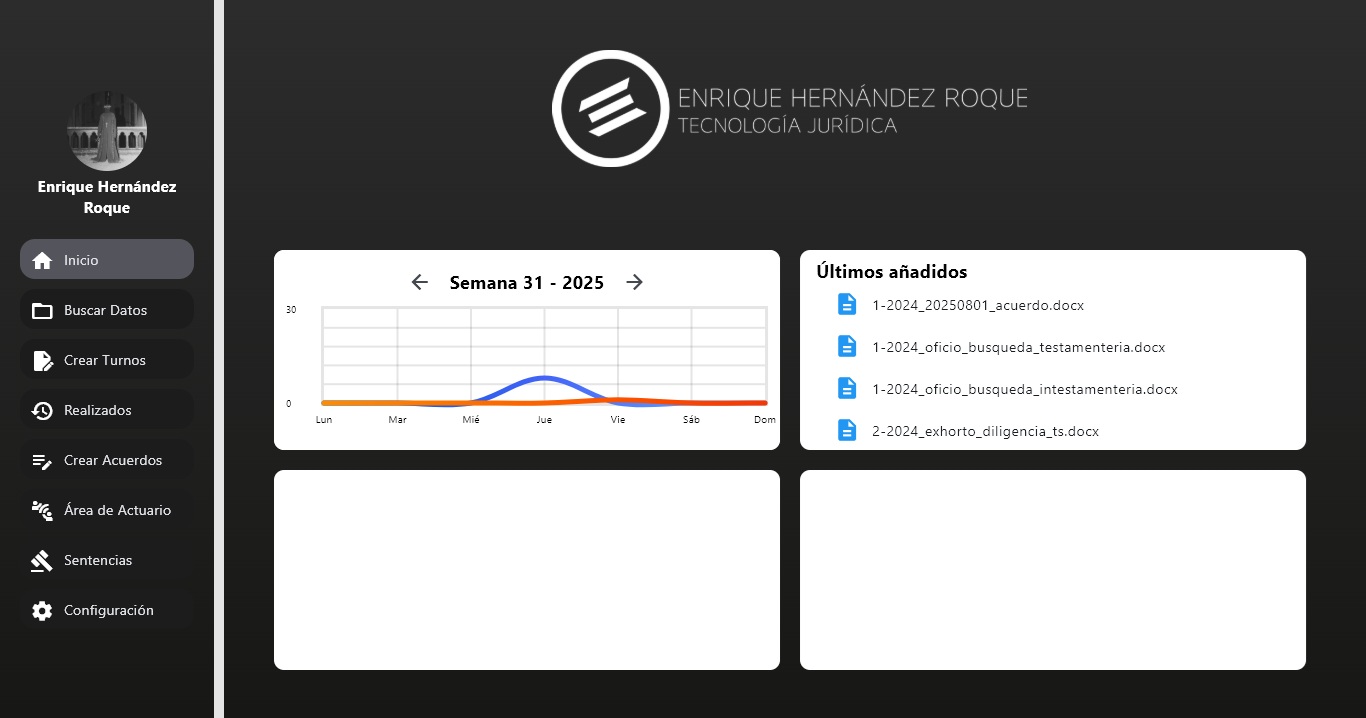 Enrique Hernández
Roque
Inicio
Buscar Datos
Crear Turnos
Realizados
Crear Acuerdos
Área de Actuario
Sentencias
Configuración
ENRIQUE HERNÁNDEZ ROQUE
TECNOLOGÍA JURÍDICA
Semana 31 - 2025
30
0
Lun Mar Mié Jue Vie Sáb Dom
Últimos añadidos
1-2024_20250801_acuerdo.docx
1-2024_oficio_busqueda_testamenteria.docx
1-2024_oficio_busqueda_intestamenteria.docx
2-2024_exhorto_diligencia_ts.docx